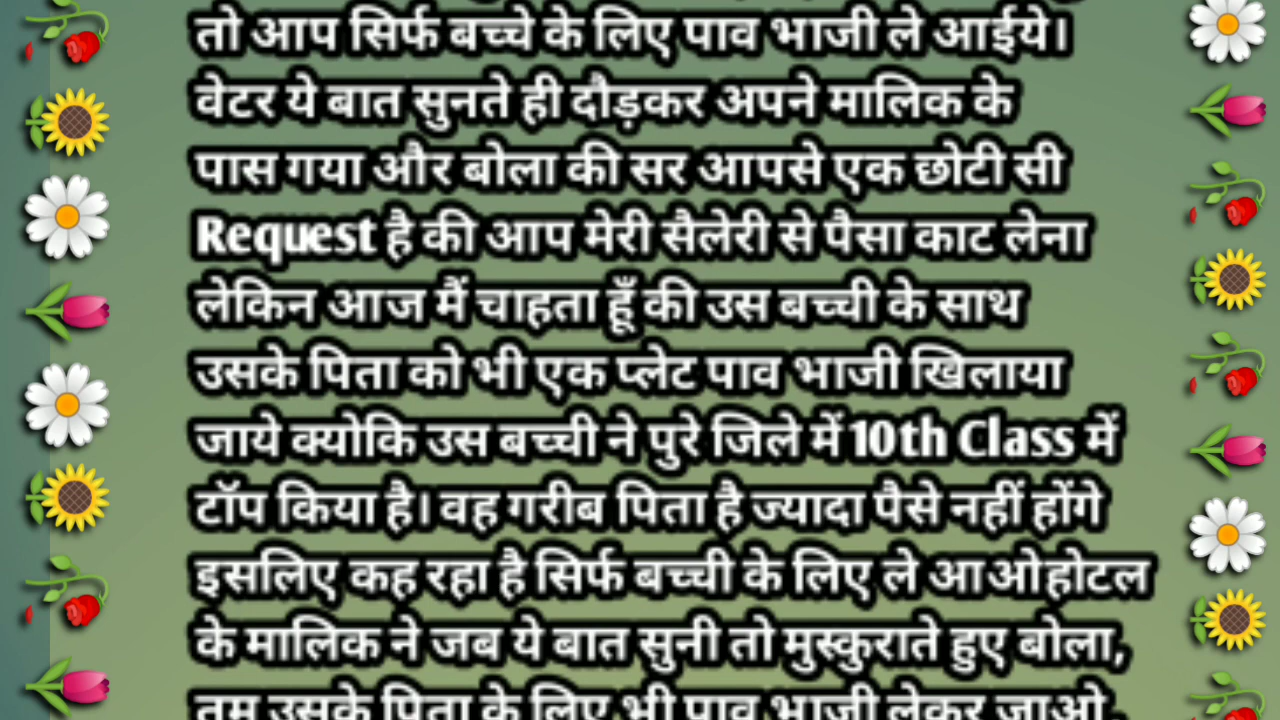 तो आप सिर्फ बच्चे के लिए पाव भाजी ले आईये।
वेटर ये बात सुनते ही दौड़कर अपने मालिक के
पास गया और बोला की सर आपसे एक छोटी सी
Request है की आप मेरी सैलेरी से पैसा काट लेना
लेकिन आज मैं चाहता हूँ की उस बच्ची के साथ
उसके पिता को भी एक प्लेट पाव भाजी खिलाया
जाये क्योकि उस बच्ची ने पुरे जिले में 10th Class में
टॉप किया है। वह गरीब पिता है ज्यादा पैसे नहीं होंगे
इसलिए कह रहा है सिर्फ बच्ची के लिए ले आओ होटल
के मालिक ने जब ये बात सुनी तो मुस्कुराते हुए बोला,
तुम उसके पिता के लिए भी पाव भाजी लेकर जाओ